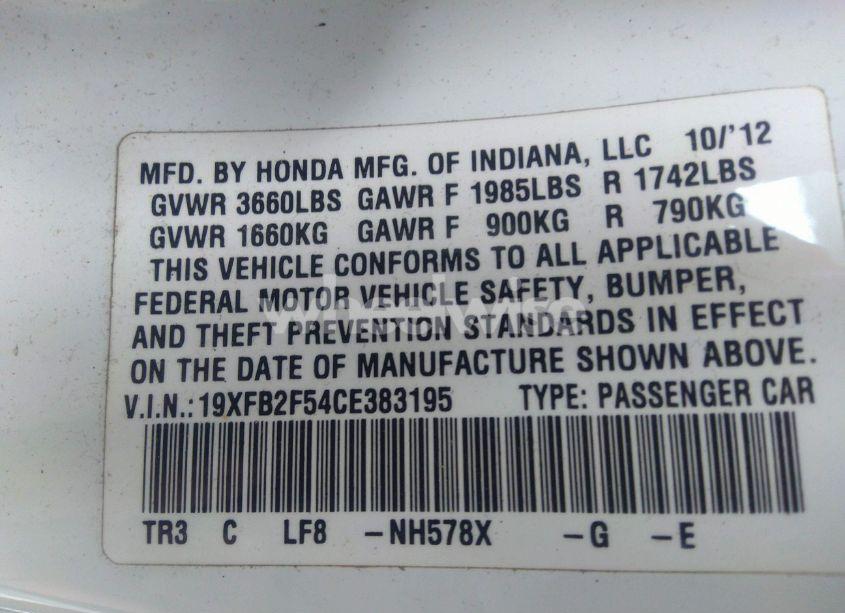 MFD. BY HONDA MFG. OF INDIANA, LLC 10/'12
GVWR 3660LBS GAWR F 1985LBS R 1742LBS
GVWR 1660KG GAWR F 900KG R 790KG
THIS VEHICLE CONFORMS TO ALL APPLICABLE
FEDERAL MOTOR VEHICLE SAFETY, BUMPER,
AND THEFT PREVENTION STANDARDS IN EFFECT
ON THE DATE OF MANUFACTURE SHOWN ABOVE.
V.I.N.: 19XFB2F54CE383195 TYPE: PASSENGER CAR
TR3 C LF8 -NH578X -G -E